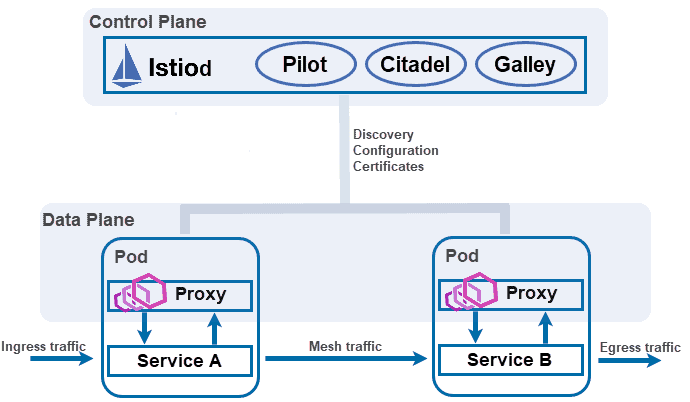 Control Plane
Istiod
Pilot
Citadel
Galley
Discovery
Configuration
Certificates
Data Plane
Pod
Proxy
Service A
Pod
Proxy
Service B
Ingress traffic
Mesh traffic
Egress traffic